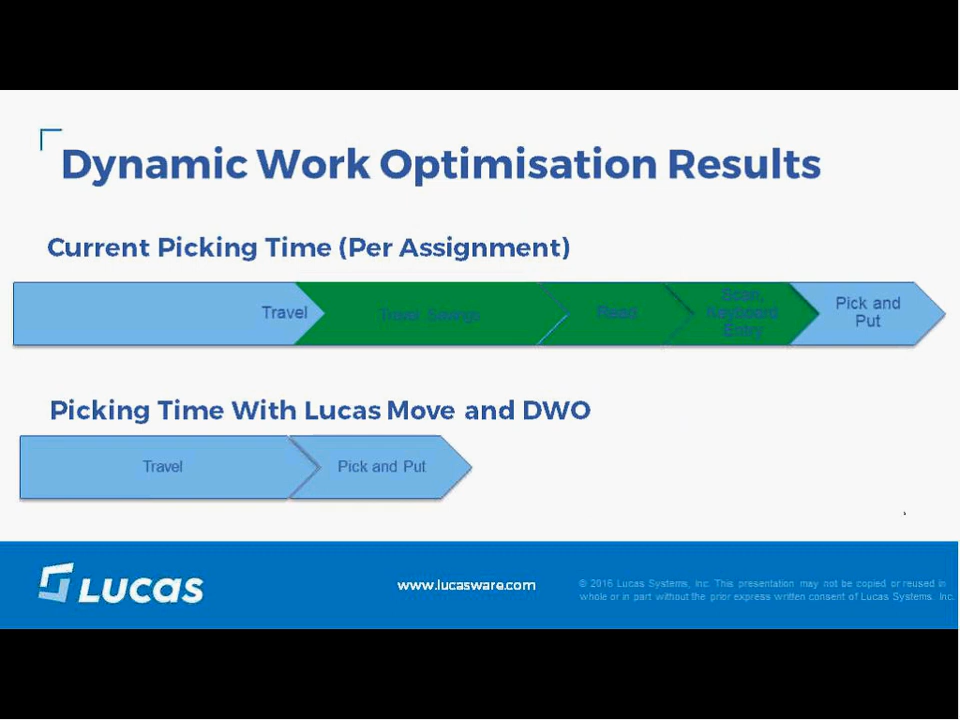 Dynamic Work Optimisation Results
Current Picking Time (Per Assignment)
Travel
Travel Savings
Read
Scan,
Keyboard
Entry
Pick and
Put
Picking Time With Lucas Move and DWO
Travel
Pick and Put
LUCAS
www.lucasware.com
© 2016 Lucas Systems, Inc. This presentation may not be copied or reused in
whole or in part without the prior express written consent of Lucas Systems, Inc.